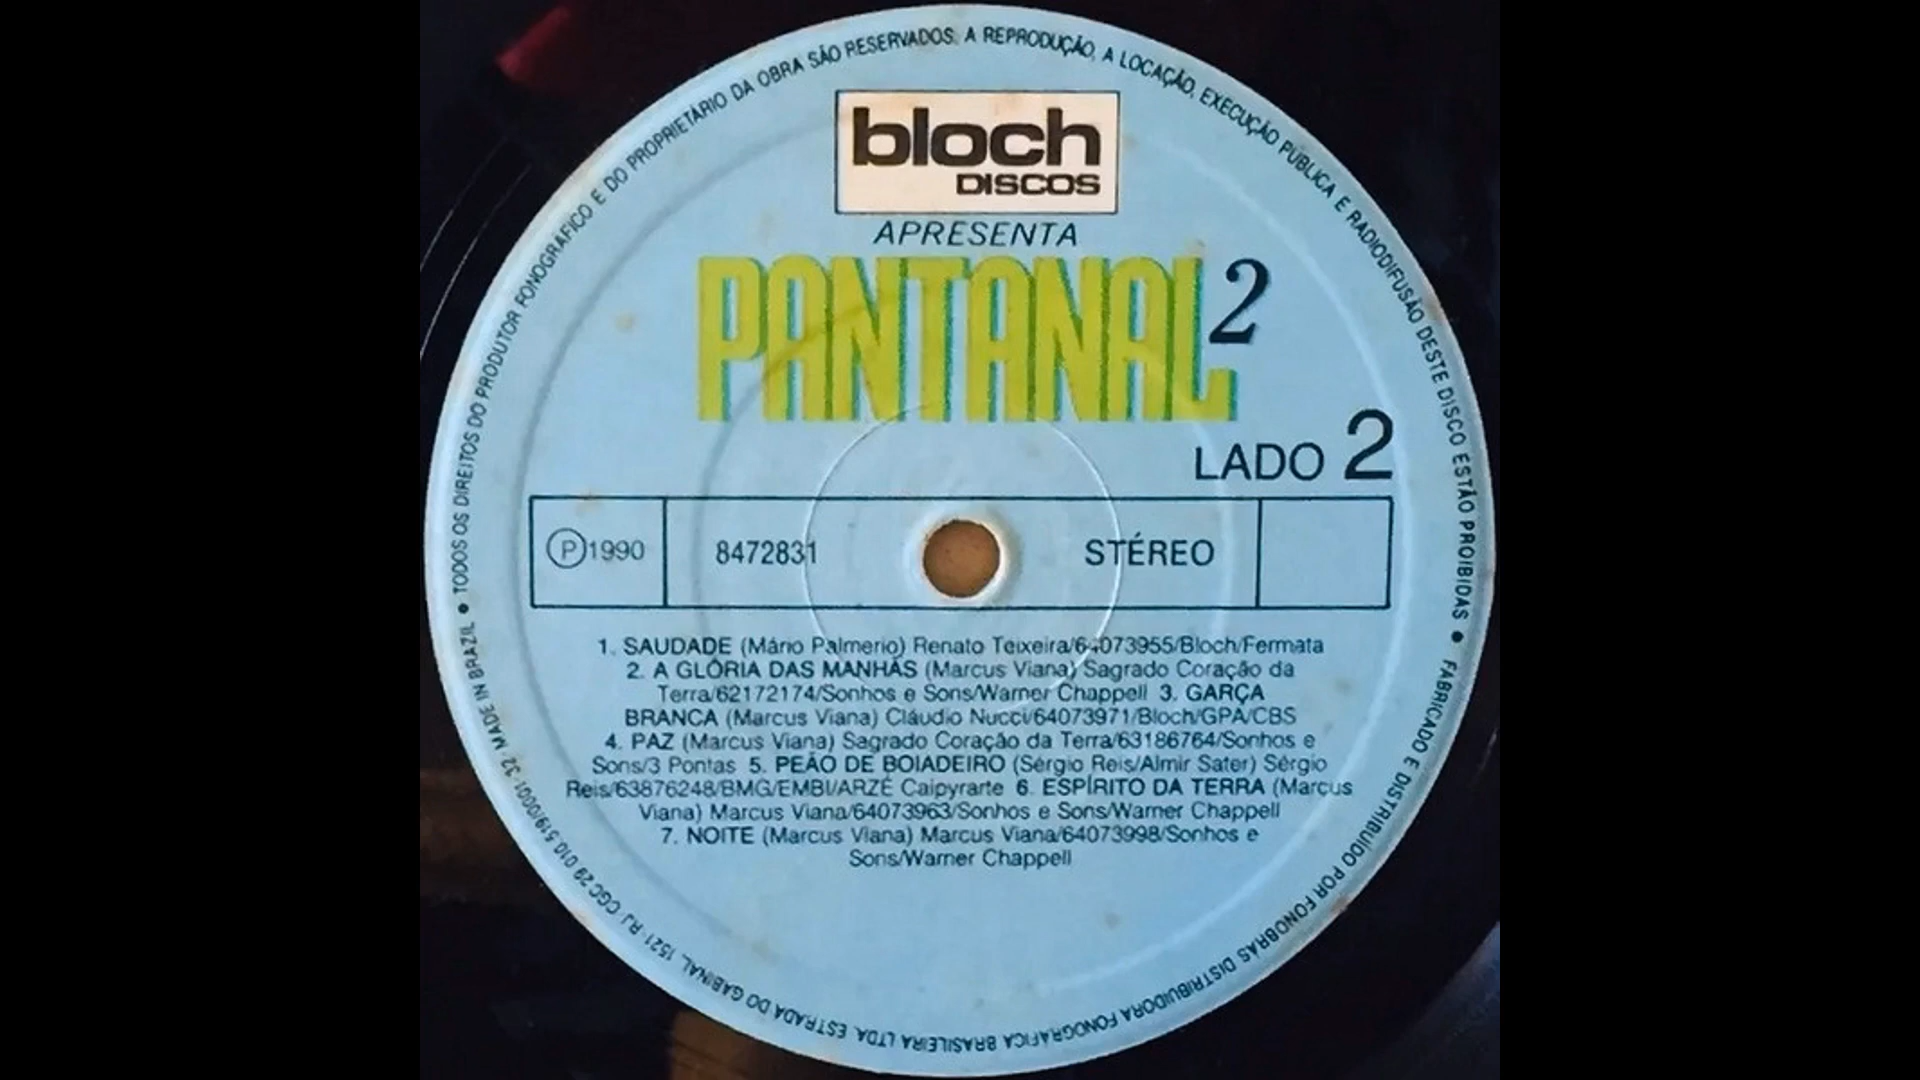 TODOS OS DIREITOS DO PRODUTOR FONOGRÁFICO E DO PROPRIETÁRIO DA OBRA SÃO RESERVADOS. A REPRODUÇÃO, A LOCAÇÃO, EXECUÇÃO PÚBLICA E RADIODIFUSÃO DESTE DISCO ESTÃO PROIBIDAS •
bloch
DISCOS
APRESENTA
PANTANAL 2
LADO 2
Ⓟ1990 8472831 STÉREO
1. SAUDADE (Mário Palmerio) Renato Teixeira/64073955/Bloch/Fermata
2. A GLÓRIA DAS MANHÃS (Marcus Viana) Sagrado Coração da
Terra/62172174/Sonhos e Sons/Warner Chappell 3. GARÇA
BRANCA (Marcus Viana) Cláudio Nucci/64073971/Bloch/GPA/CBS
4. PAZ (Marcus Viana) Sagrado Coração da Terra/63186764/Sonhos e
Sons/3 Pontas 5. PEÃO DE BOIADEIRO (Sérgio Reis/Almir Sater) Sérgio
Reis/63876248/BMG/EMBI/ARZÉ Caipyrarte 6. ESPÍRITO DA TERRA (Marcus
Viana) Marcus Viana/64073963/Sonhos e Sons/Warner Chappell
7. NOITE (Marcus Viana) Marcus Viana/64073998/Sonhos e
Sons/Warner Chappell
FABRICADO E DISTRIBUIDO POR FONOBRÁS DISTRIBUIDORA FONOGRÁFICA BRASILEIRA LTDA. ESTRADA DO GABINAL, 1521-RJ. CGC 29.010.519/0001-32 MADE IN BRAZIL •